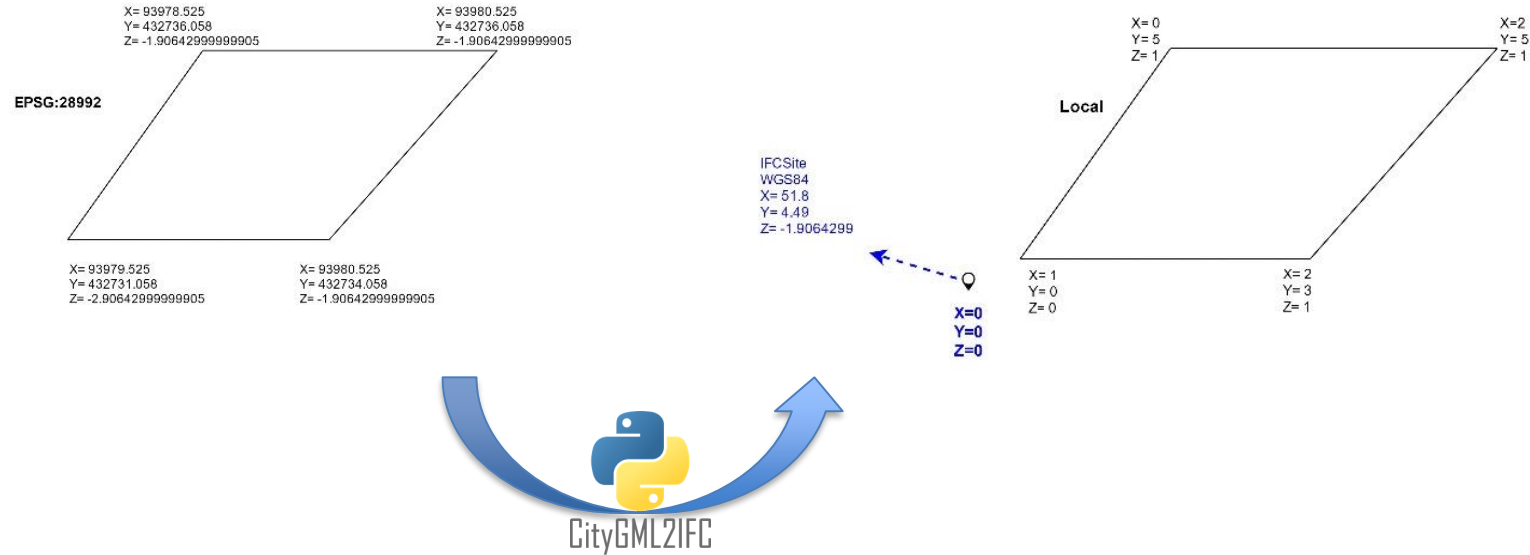 X= 93978.525
Y= 432736.058
Z= -1.90642999999905
X= 93980.525
Y= 432736.058
Z= -1.90642999999905
EPSG:28992
X= 93979.525
Y= 432731.058
Z= -2.90642999999905
X= 93980.525
Y= 432734.058
Z= -1.90642999999905
IFCSite
WGS84
X= 51.8
Y= 4.49
Z= -1.9064299
X=0
Y=0
Z=0
X= 0
Y= 5
Z= 1
X=2
Y= 5
Z= 1
Local
X= 1
Y= 0
Z= 0
X= 2
Y= 3
Z= 1
CityGML2IFC